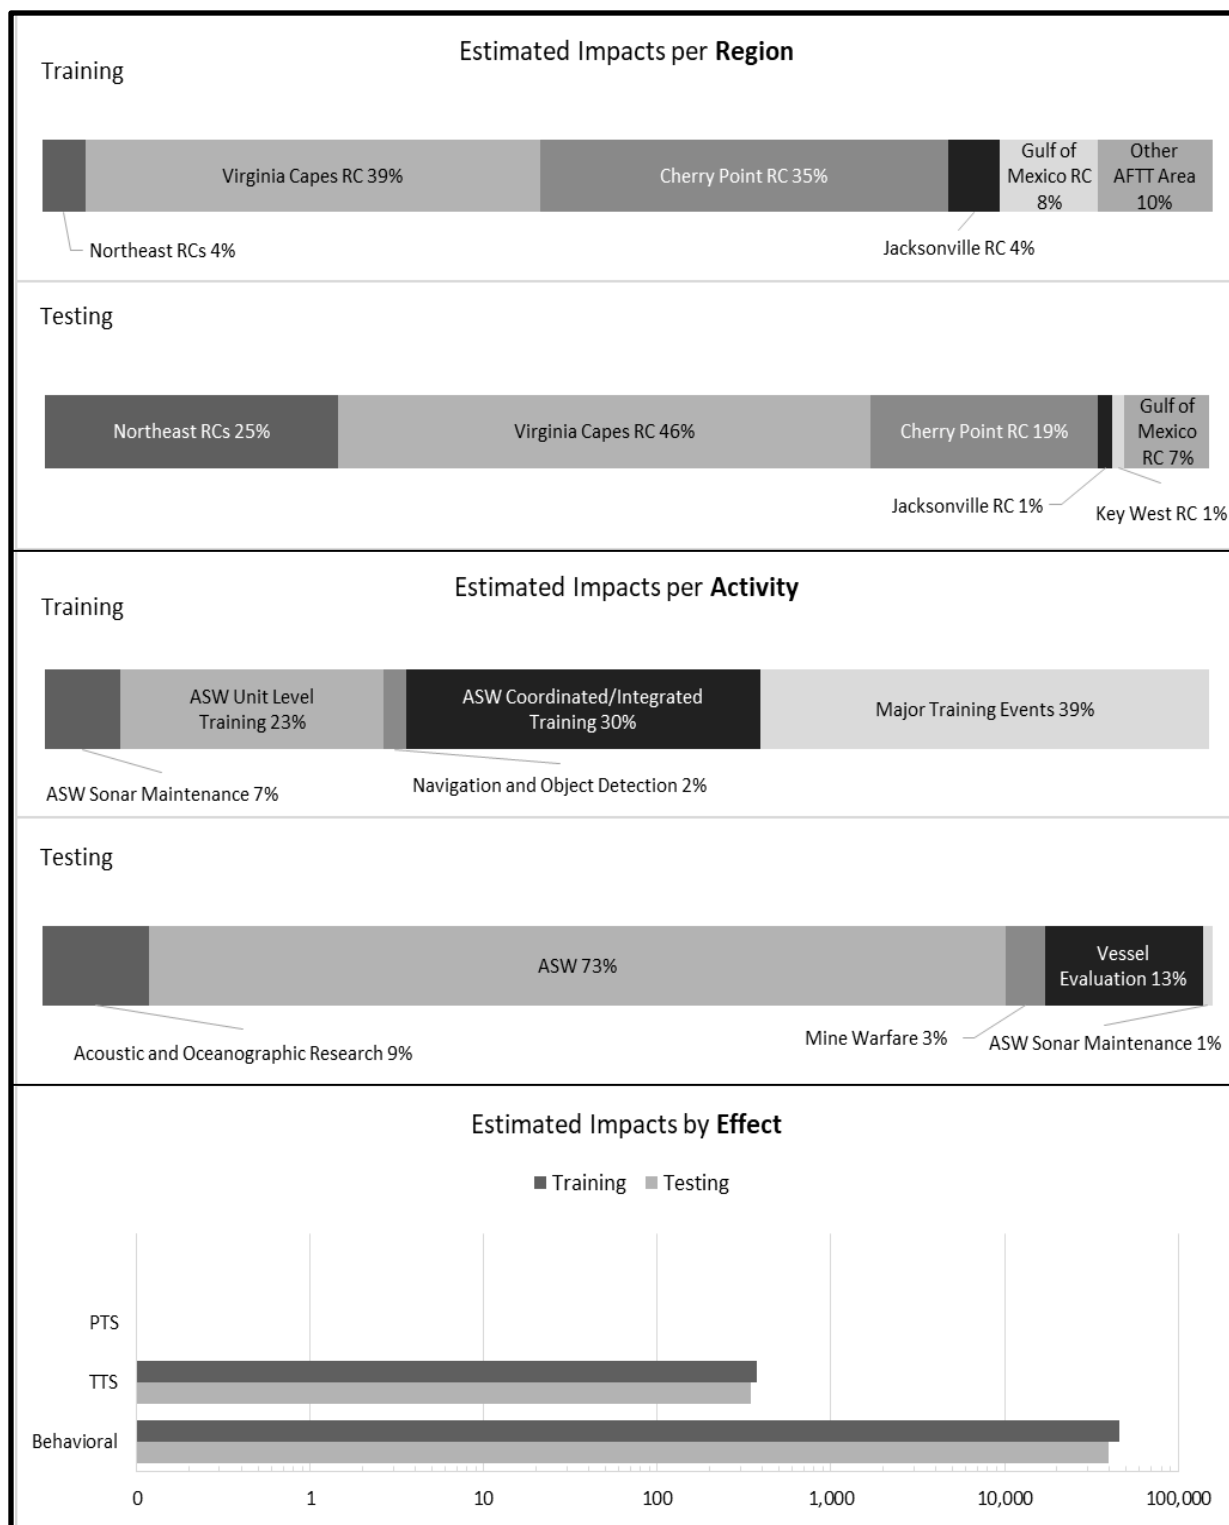 Estimated Impacts per Region
Training
Virginia Capes RC 39%
Cherry Point RC 35%
Gulf of
Mexico RC
8%
Other
AFTT Area
10%
Northeast RCs 4%
Jacksonville RC 4%
Testing
Northeast RCs 25%
Virginia Capes RC 46%
Cherry Point RC 19%
Gulf of
Mexico
RC 7%
Jacksonville RC 1%
Key West RC 1%
Estimated Impacts per Activity
Training
ASW Unit Level
Training 23%
ASW Coordinated/Integrated
Training 30%
Major Training Events 39%
ASW Sonar Maintenance 7%
Navigation and Object Detection 2%
Testing
ASW 73%
Vessel
Evaluation 13%
Acoustic and Oceanographic Research 9%
Mine Warfare 3%
ASW Sonar Maintenance 1%
Estimated Impacts by Effect
Training Testing
PTS
TTS
Behavioral
0 1 10 100 1,000 10,000 100,000